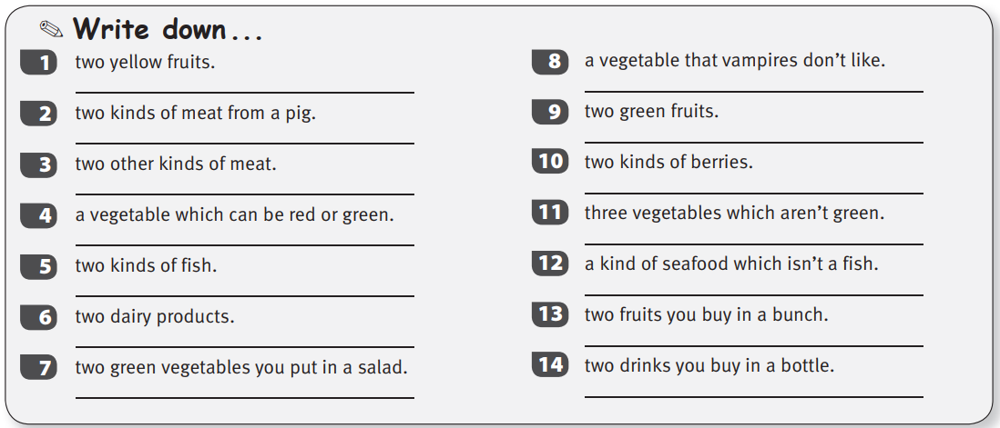 Write down...
1 two yellow fruits.
2 two kinds of meat from a pig.
3 two other kinds of meat.
4 a vegetable which can be red or green.
5 two kinds of fish.
6 two dairy products.
7 two green vegetables you put in a salad.
8 a vegetable that vampires don't like.
9 two green fruits.
10 two kinds of berries.
11 three vegetables which aren't green.
12 a kind of seafood which isn't a fish.
13 two fruits you buy in a bunch.
14 two drinks you buy in a bottle.